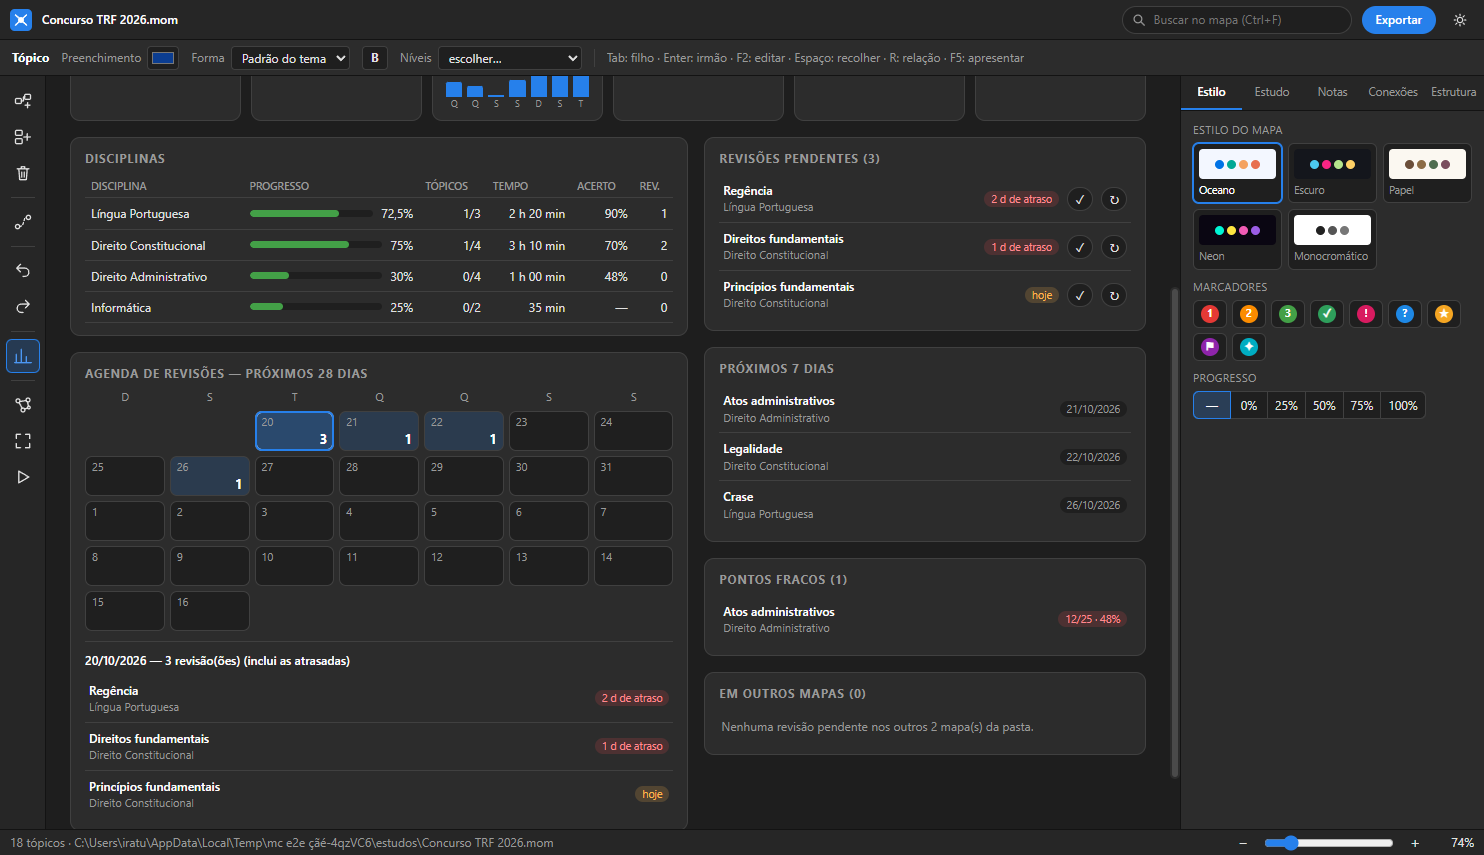 Concurso TRF 2026.mom
Buscar no mapa (Ctrl+F)
Exportar
Tópico Preenchimento Forma Padrão do tema B Níveis escolher... Tab: filho · Enter: irmão · F2: editar · Espaço: recolher · R: relação · F5: apresentar
Q Q S S D S T
DISCIPLINAS
DISCIPLINA PROGRESSO TÓPICOS TEMPO ACERTO REV.
Língua Portuguesa 72,5% 1/3 2 h 20 min 90% 1
Direito Constitucional 75% 1/4 3 h 10 min 70% 2
Direito Administrativo 30% 0/4 1 h 00 min 48% 0
Informática 25% 0/2 35 min — 0
AGENDA DE REVISÕES — PRÓXIMOS 28 DIAS
D S T Q Q S S
20 3 21 1 22 1 23 24
25 26 1 27 28 29 30 31
1 2 3 4 5 6 7
8 9 10 11 12 13 14
15 16
20/10/2026 — 3 revisão(ões) (inclui as atrasadas)
Regência
Língua Portuguesa
2 d de atraso
Direitos fundamentais
Direito Constitucional
1 d de atraso
Princípios fundamentais
Direito Constitucional
hoje
REVISÕES PENDENTES (3)
Regência
Língua Portuguesa
2 d de atraso
Direitos fundamentais
Direito Constitucional
1 d de atraso
Princípios fundamentais
Direito Constitucional
hoje
PRÓXIMOS 7 DIAS
Atos administrativos
Direito Administrativo
21/10/2026
Legalidade
Direito Constitucional
22/10/2026
Crase
Língua Portuguesa
26/10/2026
PONTOS FRACOS (1)
Atos administrativos
Direito Administrativo
12/25 · 48%
EM OUTROS MAPAS (0)
Nenhuma revisão pendente nos outros 2 mapa(s) da pasta.
Estilo Estudo Notas Conexões Estrutura
ESTILO DO MAPA
Oceano Escuro Papel
Neon Monocromático
MARCADORES
1 2 3 ! ?
PROGRESSO
— 0% 25% 50% 75% 100%
18 tópicos · C:\Users\iratu\AppData\Local\Temp\mc e2e çãé-4qzVC6\estudos\Concurso TRF 2026.mom
− + 74%